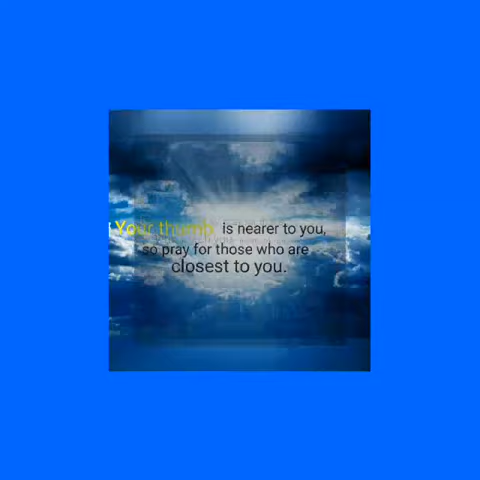 Your thumb is nearer to you,
so pray for those who are
closest to you.